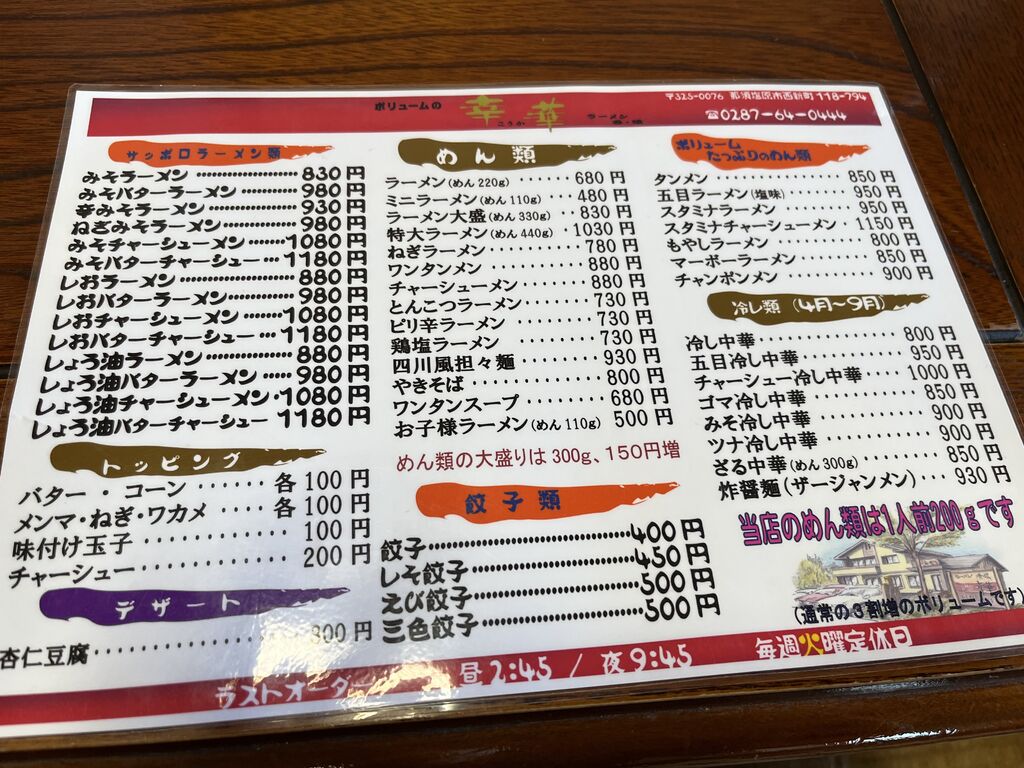 ボリュームの 幸華 ラーメン
こうか
〒325-0076 那須塩原市西新町118-794
☎0287-64-0444
サッポロラーメン類
みそラーメン 830円
みそバターラーメン 980円
辛みそラーメン 930円
ねぎみそラーメン 980円
みそチャーシューメン 1080円
みそバターチャーシュー 1180円
しおラーメン 880円
しおバターラーメン 980円
しおチャーシューメン 1080円
しおバターチャーシュー 1180円
しょう油ラーメン 880円
しょう油バターラーメン 980円
しょう油チャーシューメン 1080円
しょう油バターチャーシュー 1180円
トッピング
バター・コーン 各100円
メンマ・ねぎ・ワカメ 各100円
味付け玉子 100円
チャーシュー 200円
デザート
杏仁豆腐 300円
めん類
ラーメン(めん220g) 680円
ミニラーメン(めん110g) 480円
ラーメン大盛(めん330g) 830円
特大ラーメン(めん440g) 1030円
ねぎラーメン 780円
ワンタンメン 880円
チャーシューメン 880円
とんこつラーメン 730円
ピリ辛ラーメン 730円
鶏塩ラーメン 730円
四川風担々麺 930円
やきそば 800円
ワンタンスープ 680円
お子様ラーメン(めん110g) 500円
めん類の大盛りは300g、150円増
餃子類
餃子 400円
しそ餃子 450円
えび餃子 500円
三色餃子 500円
ボリューム
たっぷりのめん類
タンメン 850円
五目ラーメン(塩味) 950円
スタミナラーメン 950円
スタミナチャーシューメン 1150円
もやしラーメン 800円
マーボーラーメン 850円
チャンポンメン 900円
冷し類(4月～9月)
冷し中華 800円
五目冷し中華 950円
チャーシュー冷し中華 1000円
ゴマ冷し中華 850円
みそ冷し中華 900円
ツナ冷し中華 900円
ざる中華(めん300g) 850円
炸醤麺(ザージャンメン) 930円
当店のめん類は1人前200gです
(通常の3割増のボリュームです)
ラストオーダー 昼2:45 / 夜9:45 毎週火曜定休日